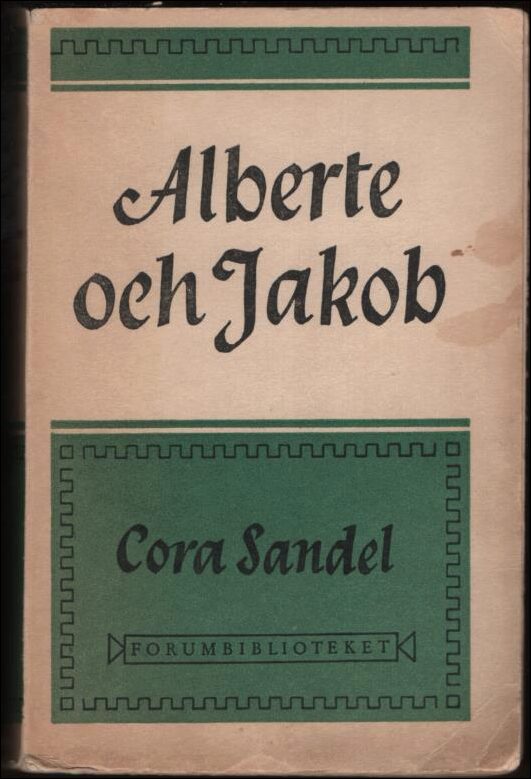 Alberte
och Jakob
Cora Sandel
FORUMBIBLIOTEKET